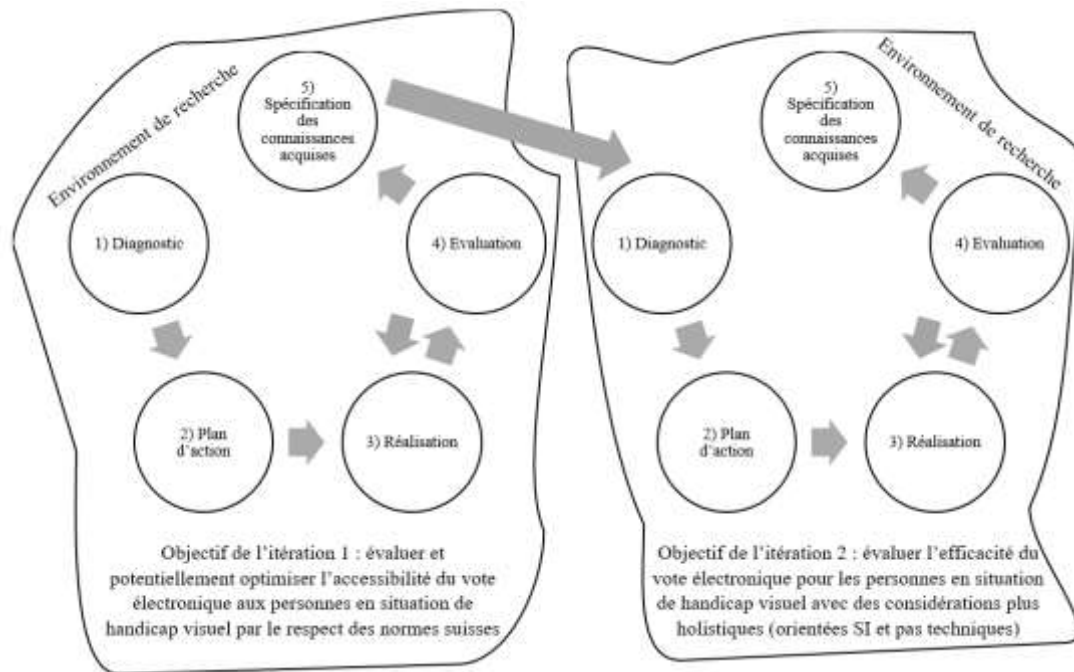 Environnement de recherche
5)
Spécification
des
connaissances
acquises
1) Diagnostic
4) Evaluation
2) Plan
d'action
3) Réalisation
Objectif de l'itération 1 : évaluer et
potentiellement optimiser l'accessibilité du vote
électronique aux personnes en situation de
handicap visuel par le respect des normes suisses
Environnement de recherche
5)
Spécification
des
connaissances
acquises
1) Diagnostic
4) Evaluation
2) Plan
d'action
3) Réalisation
Objectif de l'itération 2 : évaluer l'efficacité du
vote électronique pour les personnes en situation
de handicap visuel avec des considérations plus
holistiques (orientées SI et pas techniques)